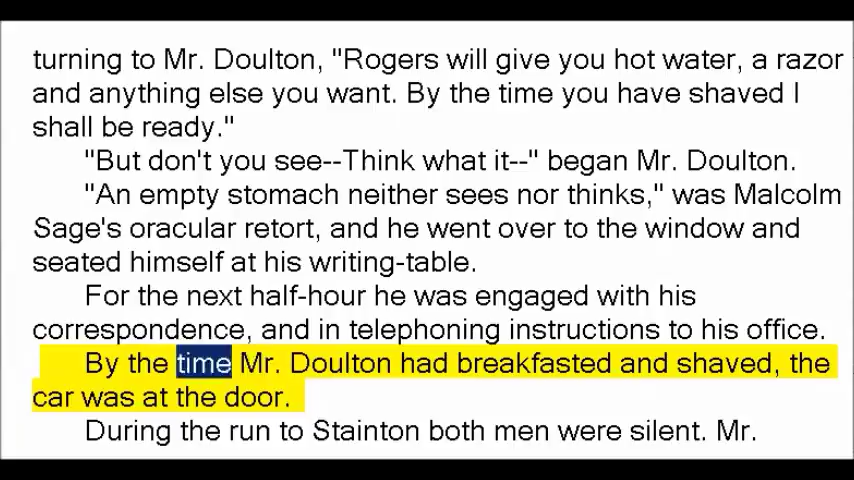 turning to Mr. Doulton, "Rogers will give you hot water, a razor
and anything else you want. By the time you have shaved I
shall be ready."
"But don't you see--Think what it--" began Mr. Doulton.
"An empty stomach neither sees nor thinks," was Malcolm
Sage's oracular retort, and he went over to the window and
seated himself at his writing-table.
For the next half-hour he was engaged with his
correspondence, and in telephoning instructions to his office.
By the time Mr. Doulton had breakfasted and shaved, the
car was at the door.
During the run to Stainton both men were silent. Mr.